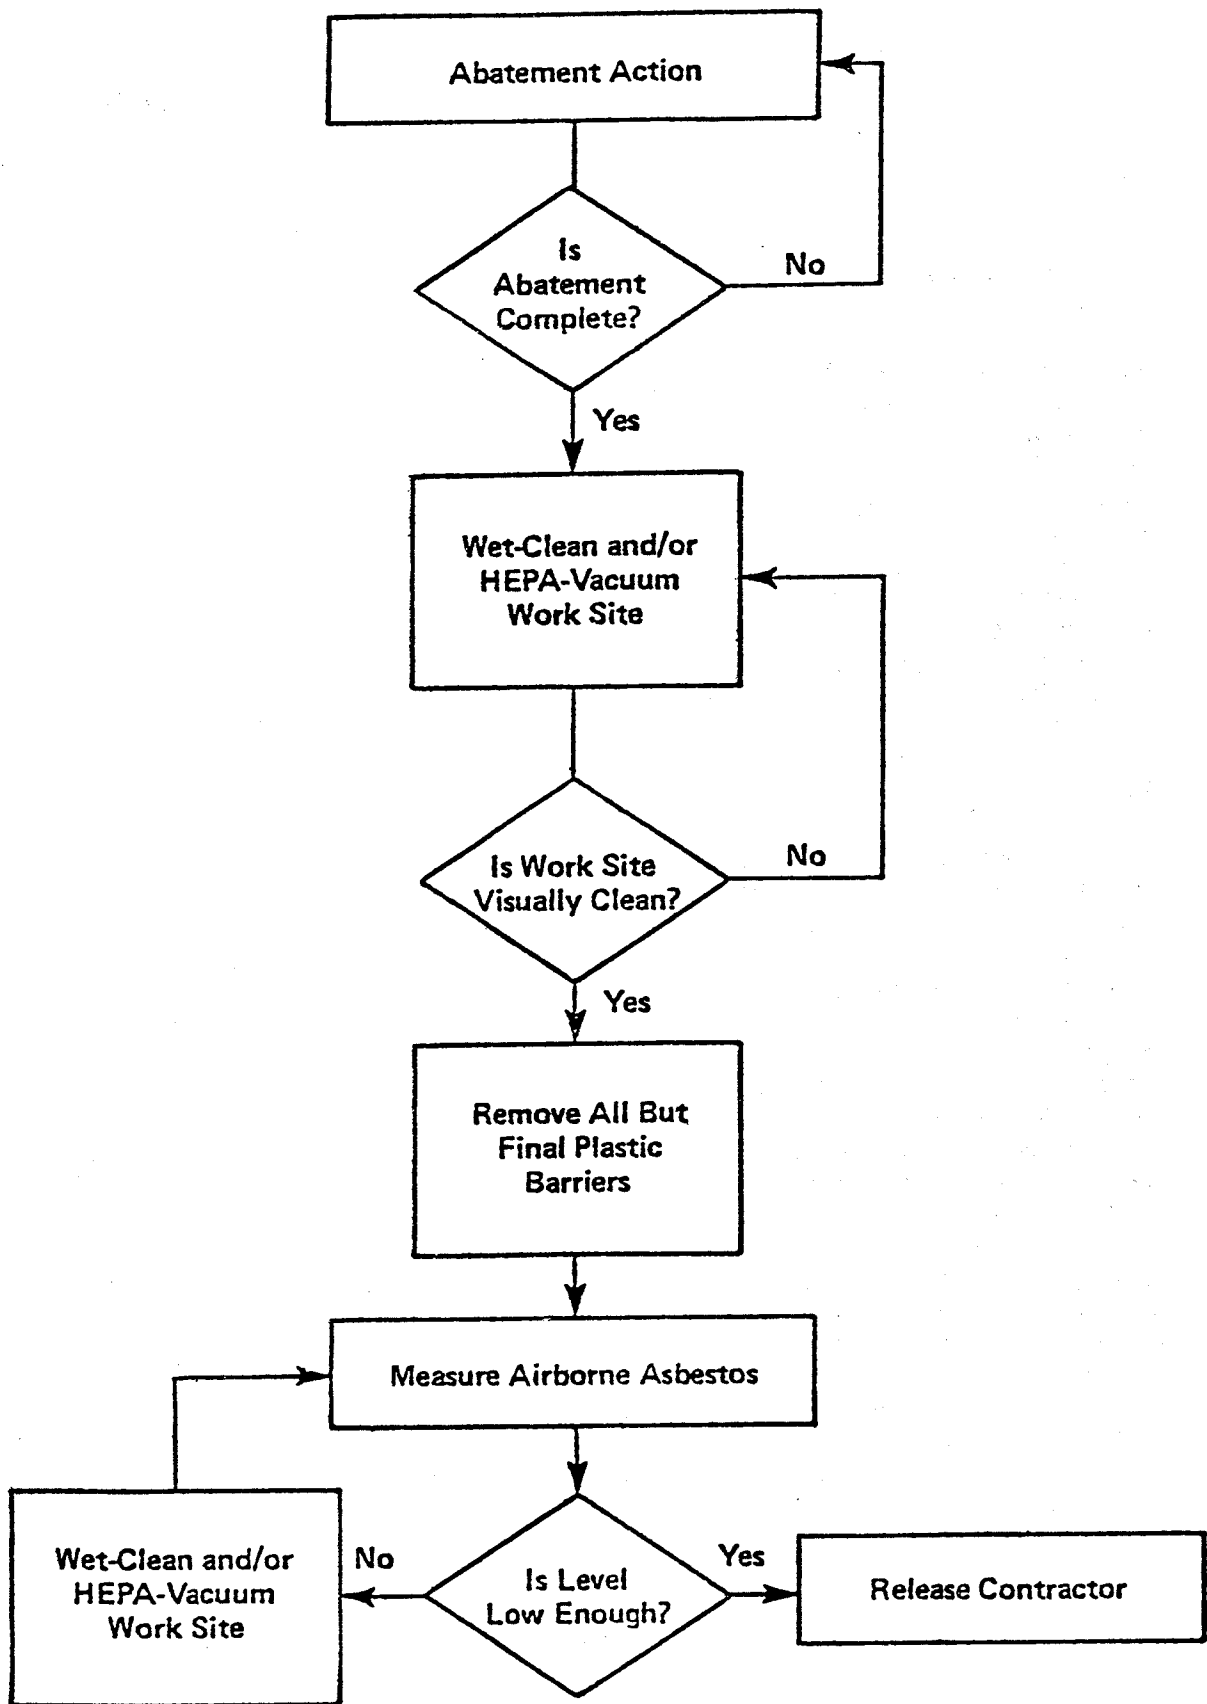 Abatement Action
Is
Abatement
Complete?
No
Yes
Wet-Clean and/or
HEPA-Vacuum
Work Site
Is Work Site
Visually Clean?
No
Yes
Remove All But
Final Plastic
Barriers
Measure Airborne Asbestos
Wet-Clean and/or
HEPA-Vacuum
Work Site
No
Is Level
Low Enough?
Yes
Release Contractor